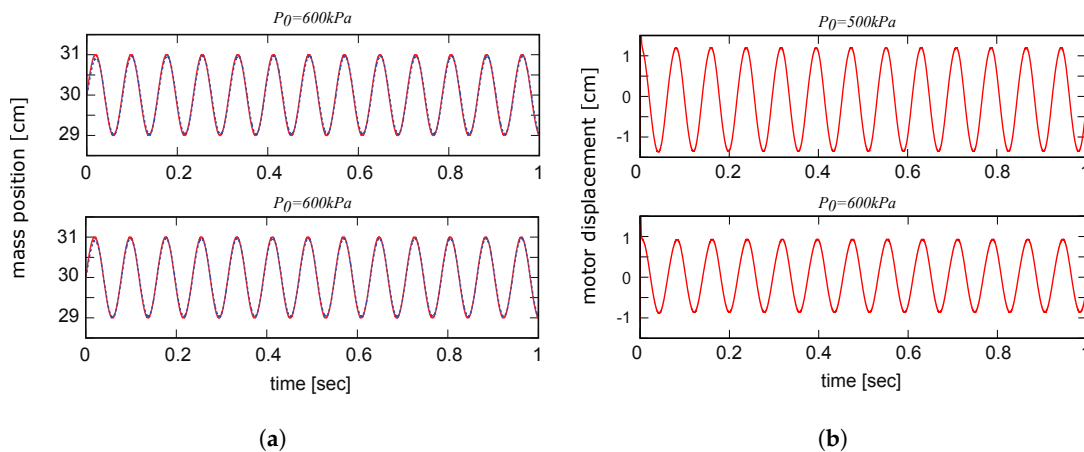 P0=600kPa
mass position [cm]
31
30
29
0 0.2 0.4 0.6 0.8 1
P0=600kPa
31
30
29
0 0.2 0.4 0.6 0.8 1
time [sec]
(a)
P0=500kPa
motor displacement [cm]
1
0
-1
0 0.2 0.4 0.6 0.8 1
P0=600kPa
1
0
-1
0 0.2 0.4 0.6 0.8 1
time [sec]
(b)